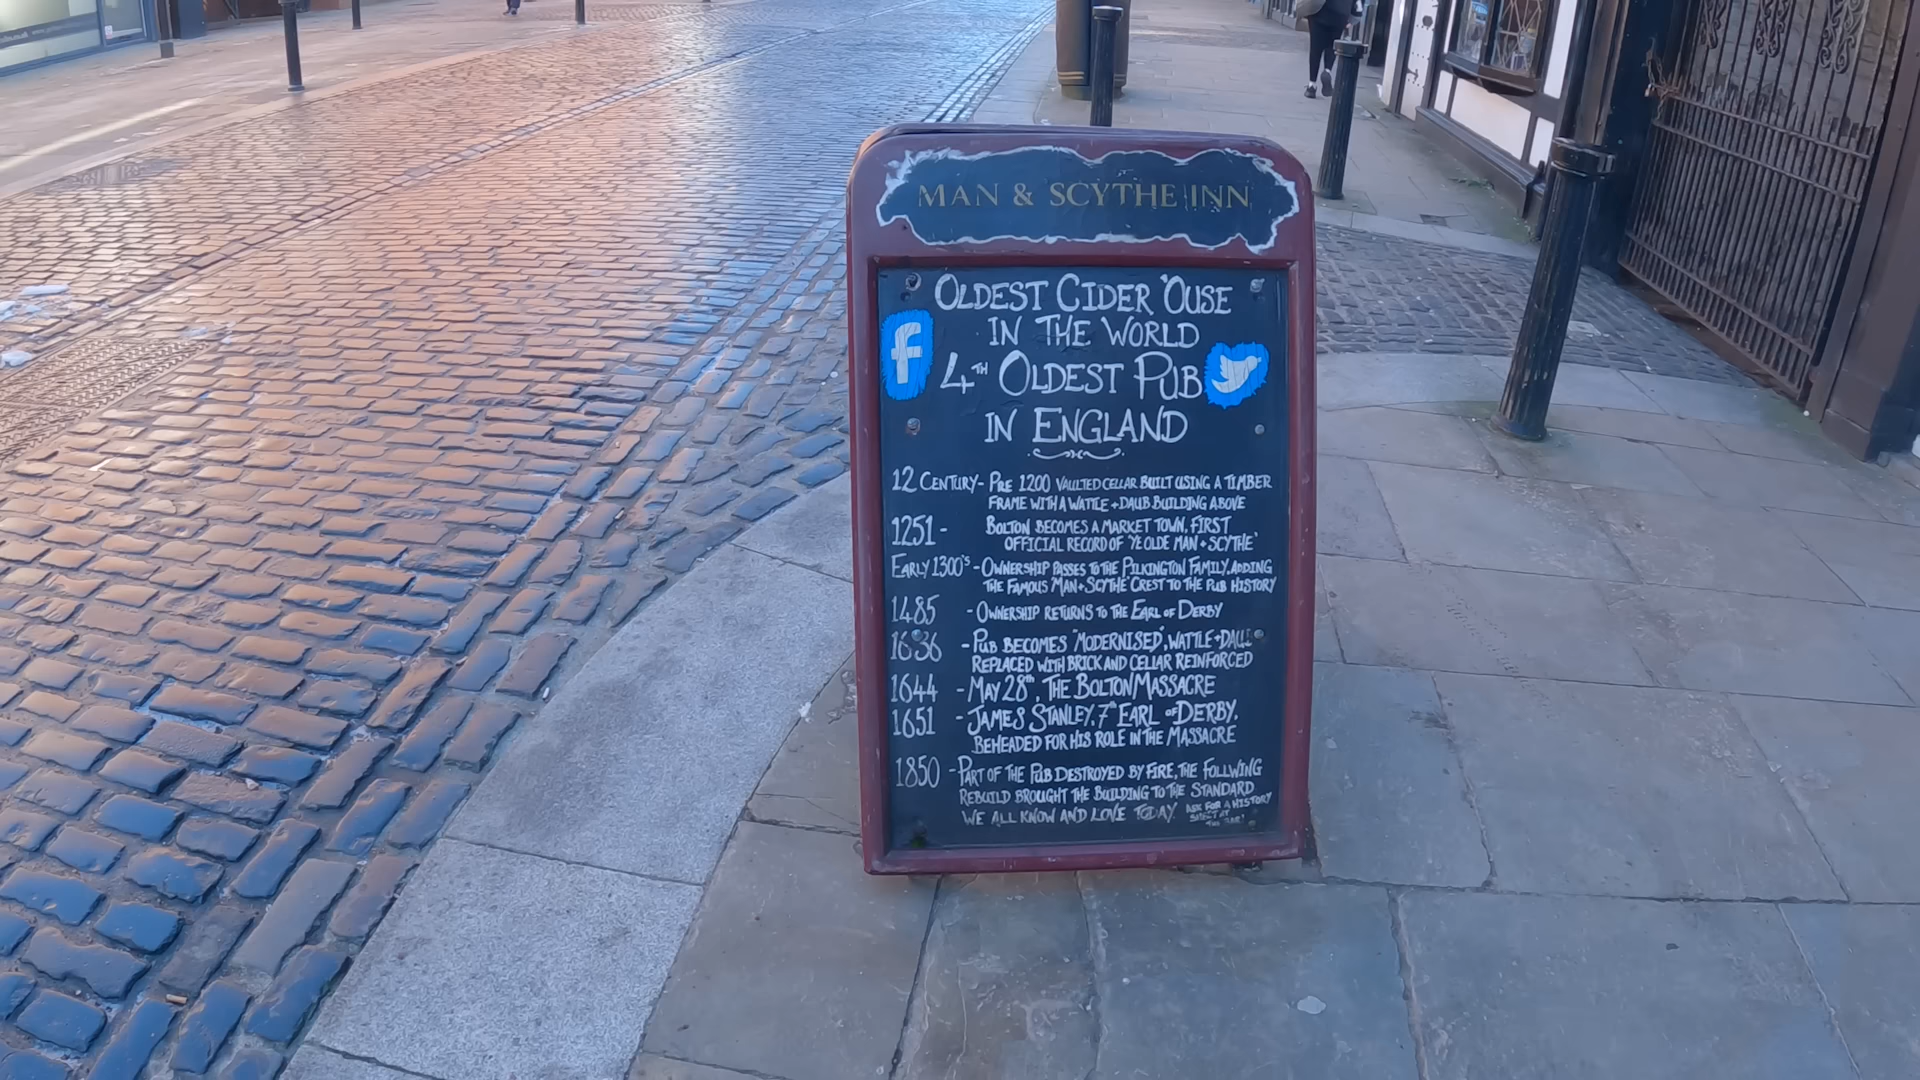 MAN & SCYTHE INN
OLDEST CIDER 'OUSE
IN THE WORLD
f
4TH OLDEST PUB
IN ENGLAND
12 CENTURY- PRE 1200 VAULTED CELLAR BUILT USING A TIMBER
FRAME WITH A WATTLE + DAUB BUILDING ABOVE
1251- BOLTON BECOMES A MARKET TOWN, FIRST
OFFICIAL RECORD OF 'YE OLDE MAN + SCYTHE'
EARLY 1300'S - OWNERSHIP PASSES TO THE PILKINGTON FAMILY, ADDING
THE FAMOUS 'MAN + SCYTHE' CREST TO THE PUB HISTORY
1485 - OWNERSHIP RETURNS TO THE EARL OF DERBY
1636 - PUB BECOMES "MODERNISED", WATTLE + DAUB
REPLACED WITH BRICK AND CELLAR REINFORCED
1644 - MAY 28TH, THE BOLTON MASSACRE
1651 - JAMES STANLEY, 7TH EARL OF DERBY,
BEHEADED FOR HIS ROLE IN THE MASSACRE
1850 - PART OF THE PUB DESTROYED BY FIRE, THE FOLLWING
REBUILD BROUGHT THE BUILDING TO THE STANDARD
WE ALL KNOW AND LOVE TODAY.
ASK FOR A HISTORY
SHEET AT
THE BAR!